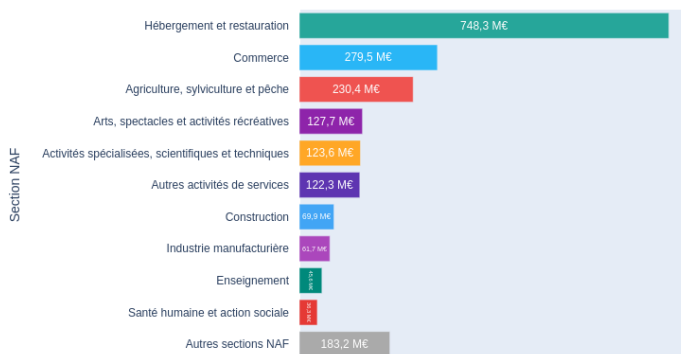 Hébergement et restauration 748,3 M€
Commerce 279,5 M€
Agriculture, sylviculture et pêche 230,4 M€
Arts, spectacles et activités récréatives 127,7 M€
Activités spécialisées, scientifiques et techniques 123,6 M€
Autres activités de services 122,3 M€
Construction 69,9 M€
Industrie manufacturière 61,7 M€
Enseignement
Santé humaine et action sociale
Autres sections NAF 183,2 M€
Section NAF